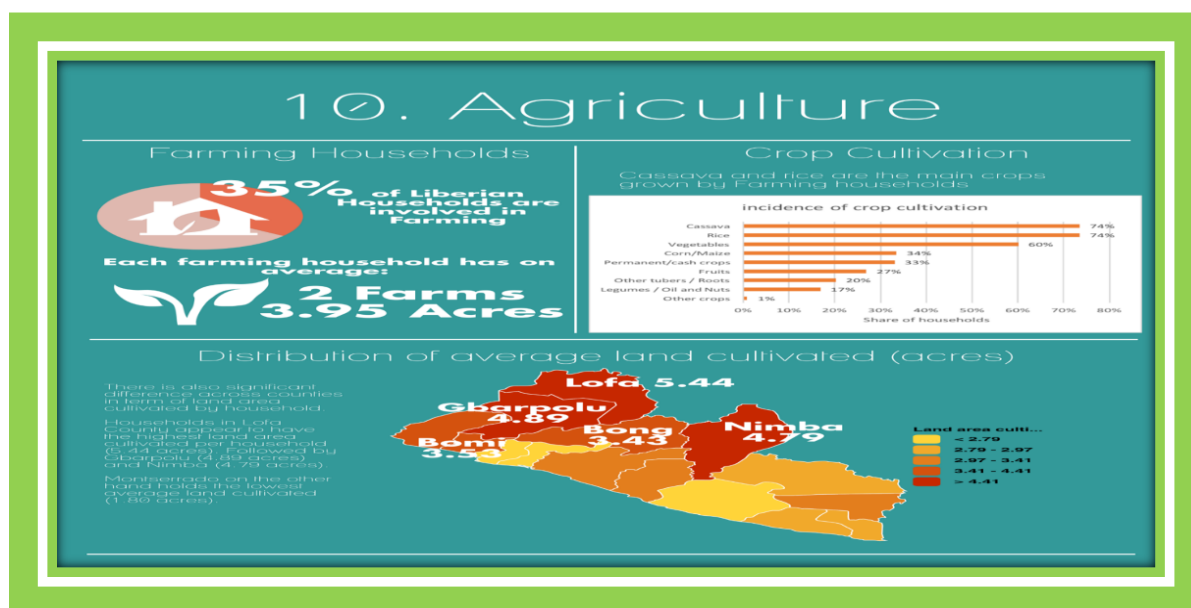 10. Agriculture
Farming Households
35% of Liberian
Households are
involved in
Farming
Each farming household has on
average:
2 Farms
3.95 Acres
Crop Cultivation
Cassava and rice are the main crops
grown by Farming households
incidence of crop cultivation
Cassava 74%
Rice 74%
Vegetables 60%
Corn/Maize 34%
Permanent/cash crops 33%
Fruits 27%
Other tubers / Roots 20%
Legumes / Oil and Nuts 17%
Other crops 1%
0% 10% 20% 30% 40% 50% 60% 70% 80%
Share of households
Distribution of average land cultivated (acres)
There is also significant
difference across counties
in term of land area
cultivated by household.
Households in Lofa
County appear to have
the highest land area
cultivated per household
(5.44 acres). Followed by
Gbarpolu (4.89 acres)
and Nimba (4.79 acres).
Montserrado on the other
hand holds the lowest
average land cultivated
(1.80 acres).
Lofa 5.44
Gbarpolu
4.89
Bong
3.43
Nimba
4.79
Bomi
3.53
Land area culti...
< 2.79
2.79 - 2.97
2.97 - 3.41
3.41 - 4.41
> 4.41